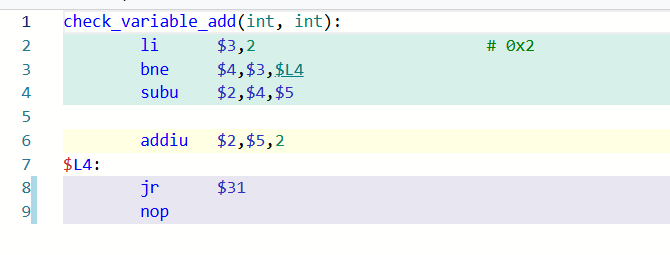 1 check_variable_add(int, int):
2 li $3,2 # 0x2
3 bne $4,$3,$L4
4 subu $2,$4,$5
5
6 addiu $2,$5,2
7 $L4:
8 jr $31
9 nop